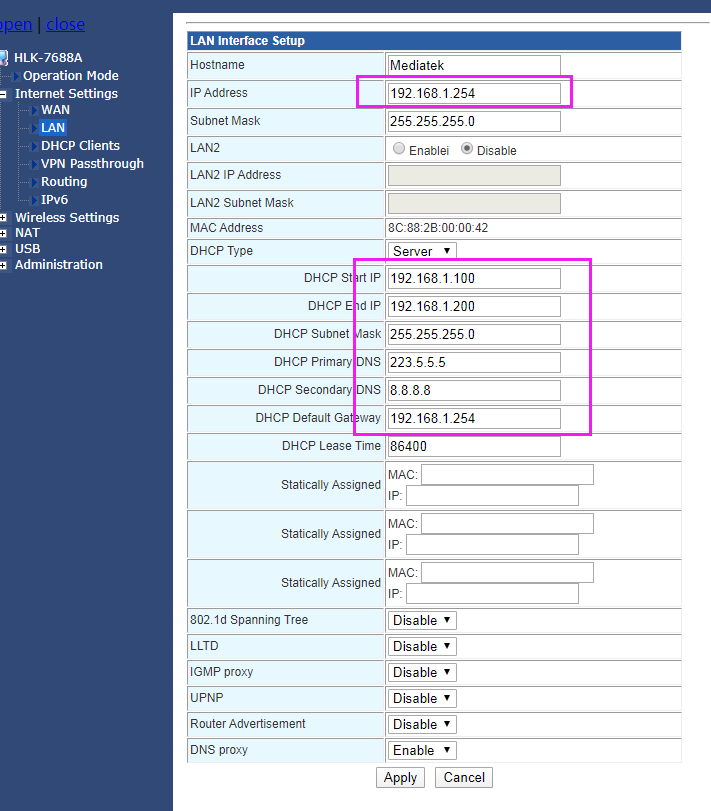 open | close
HLK-7688A
Operation Mode
Internet Settings
WAN
LAN
DHCP Clients
VPN Passthrough
Routing
IPv6
Wireless Settings
NAT
USB
Administration
LAN Interface Setup
Hostname Mediatek
IP Address 192.168.1.254
Subnet Mask 255.255.255.0
LAN2 Enablei Disable
LAN2 IP Address
LAN2 Subnet Mask
MAC Address 8C:88:2B:00:00:42
DHCP Type Server
DHCP Start IP 192.168.1.100
DHCP End IP 192.168.1.200
DHCP Subnet Mask 255.255.255.0
DHCP Primary DNS 223.5.5.5
DHCP Secondary DNS 8.8.8.8
DHCP Default Gateway 192.168.1.254
DHCP Lease Time 86400
Statically Assigned MAC:
IP:
Statically Assigned MAC:
IP:
Statically Assigned MAC:
IP:
802.1d Spanning Tree Disable
LLTD Disable
IGMP proxy Disable
UPNP Disable
Router Advertisement Disable
DNS proxy Enable
Apply Cancel